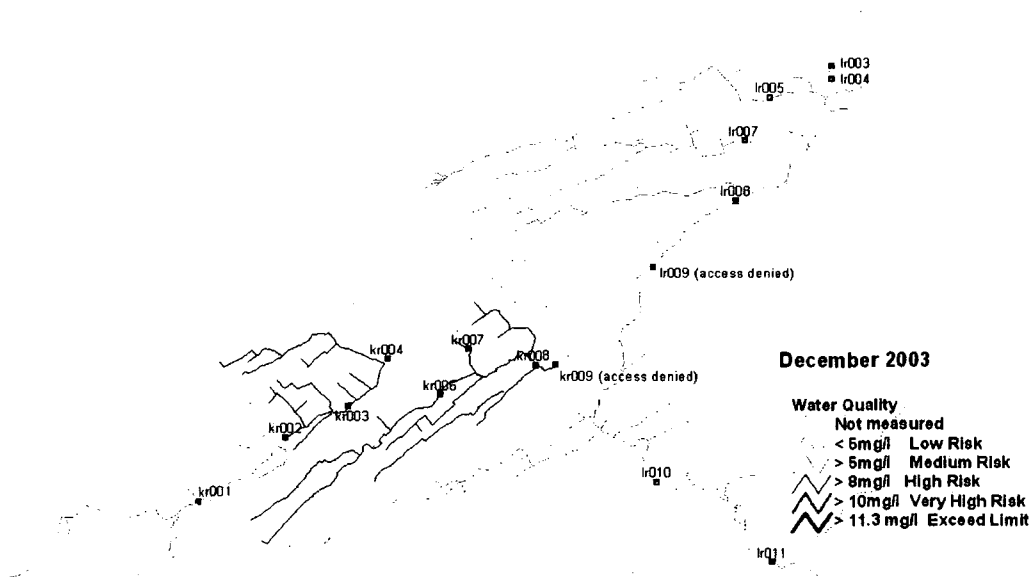 lr003
lr004
lr005
lr007
lr008
lr009 (access denied)
kr007
kr004
kr008
kr009 (access denied)
kr006
kr003
kr002
kr001
lr010
lr011
December 2003
Water Quality
Not measured
< 5mg/l Low Risk
> 5mg/l Medium Risk
> 8mg/l High Risk
> 10mg/l Very High Risk
> 11.3 mg/l Exceed Limit